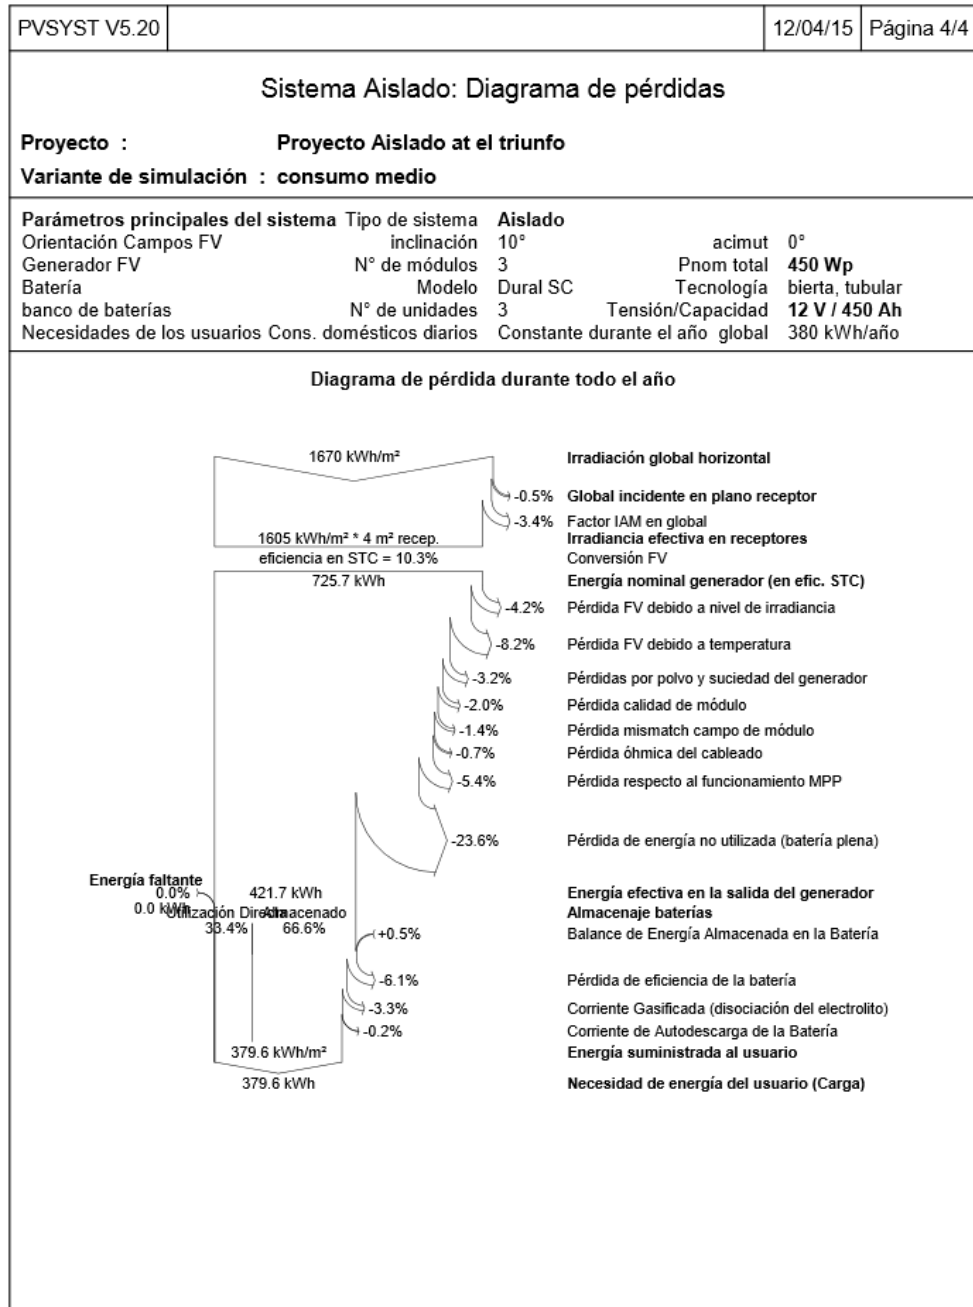 PVSYST V5.20 12/04/15 Página 4/4
Sistema Aislado: Diagrama de pérdidas
Proyecto : Proyecto Aislado at el triunfo
Variante de simulación : consumo medio
Parámetros principales del sistema Tipo de sistema Aislado
Orientación Campos FV inclinación 10° acimut 0°
Generador FV N° de módulos 3 Pnom total 450 Wp
Batería Modelo Dural SC Tecnología bierta, tubular
banco de baterías N° de unidades 3 Tensión/Capacidad 12 V / 450 Ah
Necesidades de los usuarios Cons. domésticos diarios Constante durante el año global 380 kWh/año
Diagrama de pérdida durante todo el año
1670 kWh/m² Irradiación global horizontal
-0.5% Global incidente en plano receptor
-3.4% Factor IAM en global
1605 kWh/m² * 4 m² recep. Irradiancia efectiva en receptores
eficiencia en STC = 10.3% Conversión FV
725.7 kWh Energía nominal generador (en efic. STC)
-4.2% Pérdida FV debido a nivel de irradiancia
-8.2% Pérdida FV debido a temperatura
-3.2% Pérdidas por polvo y suciedad del generador
-2.0% Pérdida calidad de módulo
-1.4% Pérdida mismatch campo de módulo
-0.7% Pérdida óhmica del cableado
-5.4% Pérdida respecto al funcionamiento MPP
-23.6% Pérdida de energía no utilizada (batería plena)
Energía faltante
0.0% 421.7 kWh Energía efectiva en la salida del generador
0.0 kWh Utilización Directa Almacenado Almacenaje baterías
33.4% 66.6% +0.5% Balance de Energía Almacenada en la Batería
-6.1% Pérdida de eficiencia de la batería
-3.3% Corriente Gasificada (disociación del electrolito)
-0.2% Corriente de Autodescarga de la Batería
379.6 kWh/m² Energía suministrada al usuario
379.6 kWh Necesidad de energía del usuario (Carga)